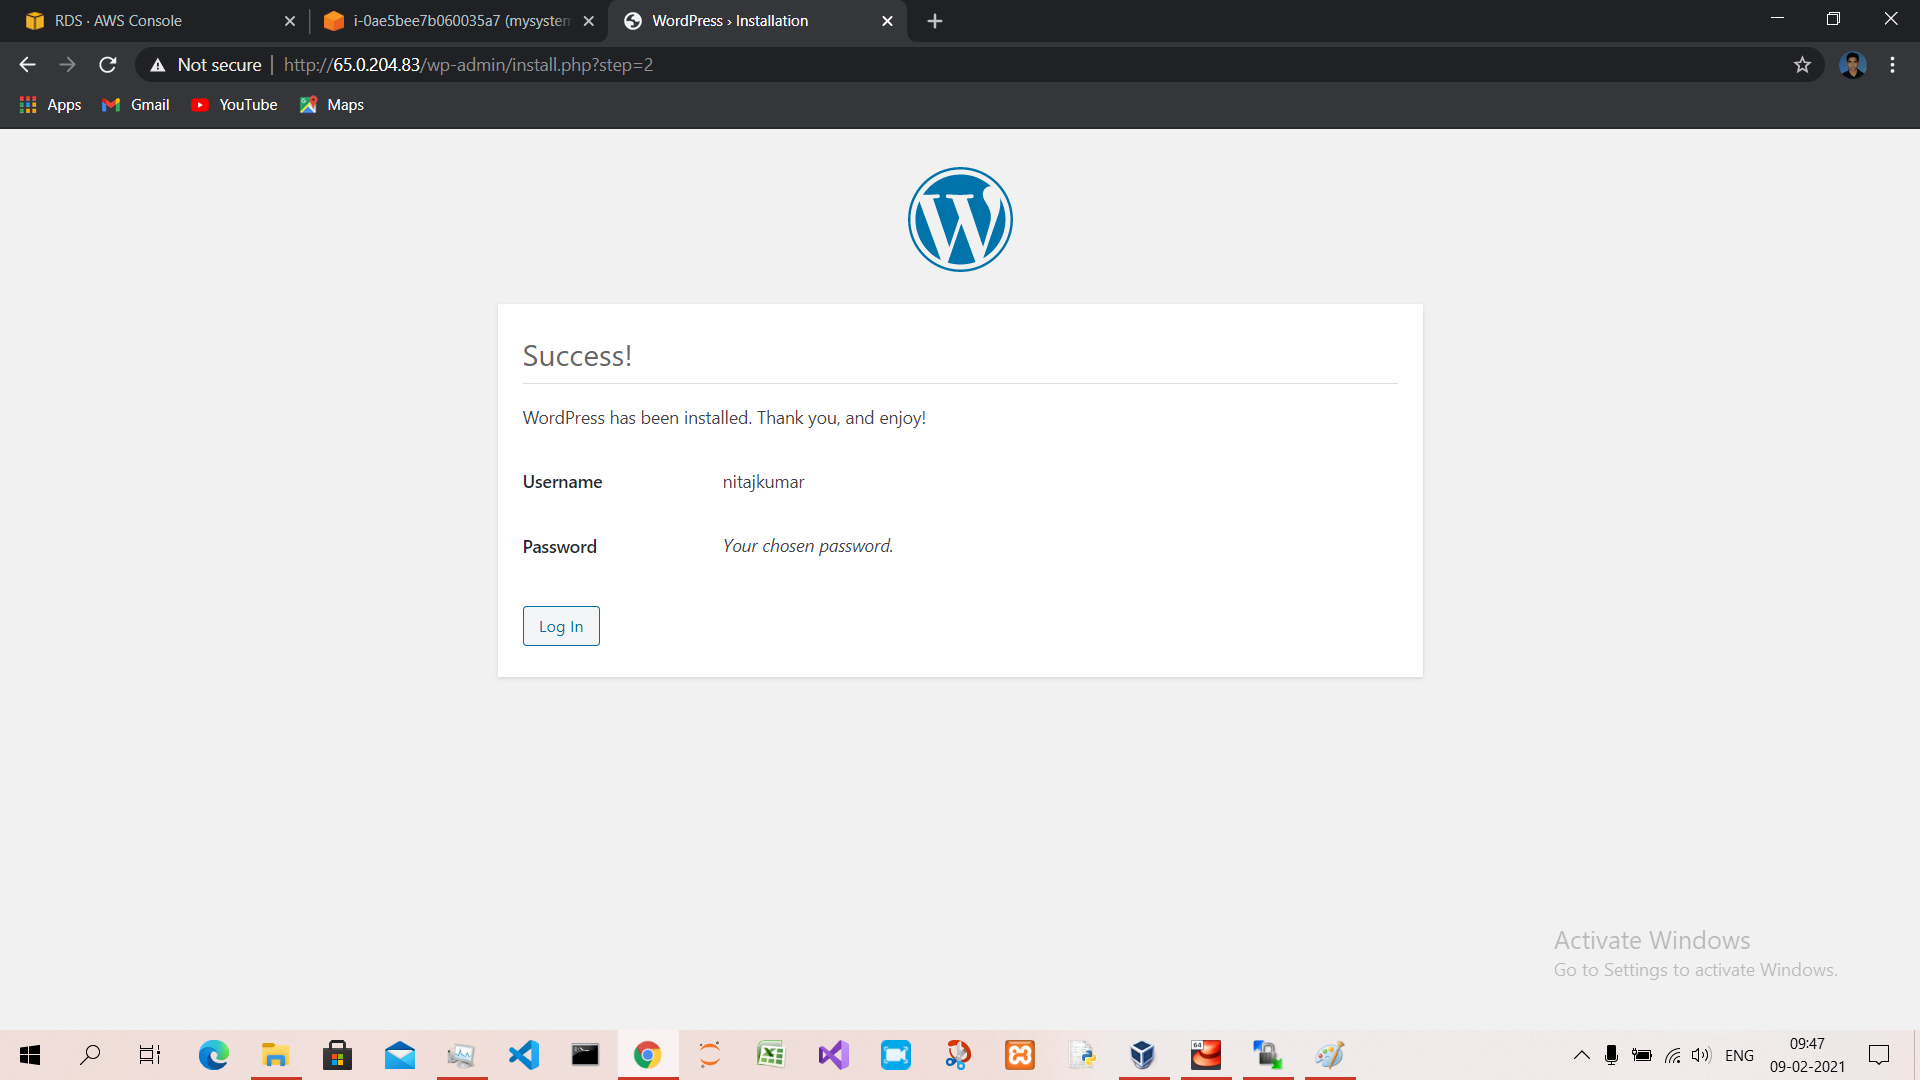 RDS · AWS Console
i-0ae5bee7b060035a7 (mysystem
WordPress › Installation
Not secure
http://65.0.204.83/wp-admin/install.php?step=2
Apps
Gmail
YouTube
Maps
Success!
WordPress has been installed. Thank you, and enjoy!
Username nitajkumar
Password Your chosen password.
Log In
Activate Windows
Go to Settings to activate Windows.
64
ENG
09:47
09-02-2021